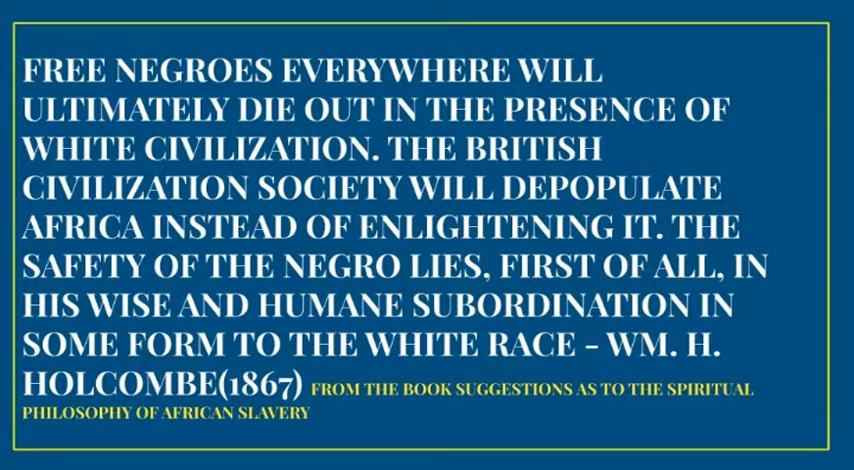 FREE NEGROES EVERYWHERE WILL
ULTIMATELY DIE OUT IN THE PRESENCE OF
WHITE CIVILIZATION. THE BRITISH
CIVILIZATION SOCIETY WILL DEPOPULATE
AFRICA INSTEAD OF ENLIGHTENING IT. THE
SAFETY OF THE NEGRO LIES, FIRST OF ALL, IN
HIS WISE AND HUMANE SUBORDINATION IN
SOME FORM TO THE WHITE RACE - WM. H.
HOLCOMBE(1867) FROM THE BOOK SUGGESTIONS AS TO THE SPIRITUAL
PHILOSOPHY OF AFRICAN SLAVERY